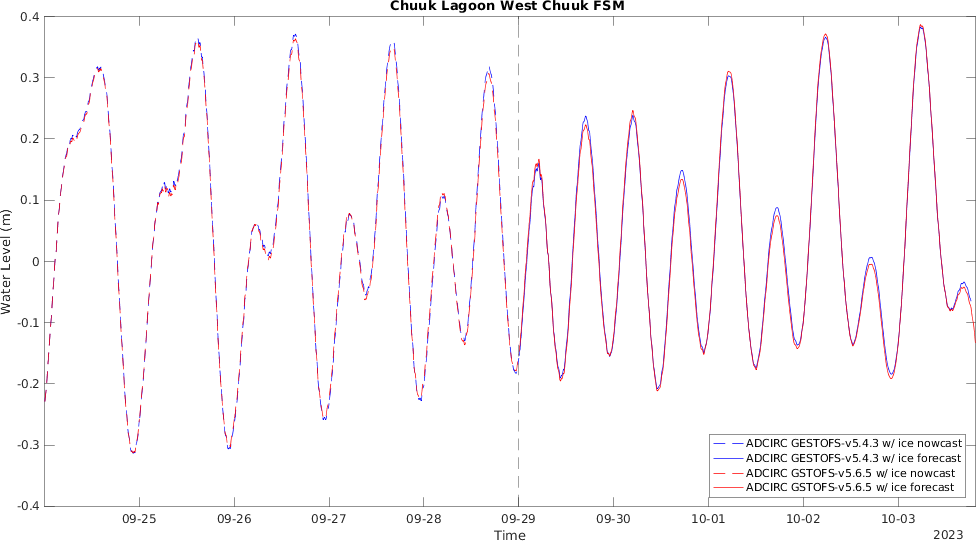 Chuuk Lagoon West Chuuk FSM
0.4
0.3
0.2
0.1
0
-0.1
-0.2
-0.3
-0.4
Water Level (m)
ADCIRC GESTOFS-v5.4.3 w/ ice nowcast
ADCIRC GESTOFS-v5.4.3 w/ ice forecast
ADCIRC GSTOFS-v5.6.5 w/ ice nowcast
ADCIRC GSTOFS-v5.6.5 w/ ice forecast
09-25 09-26 09-27 09-28 09-29 09-30 10-01 10-02 10-03
Time
2023